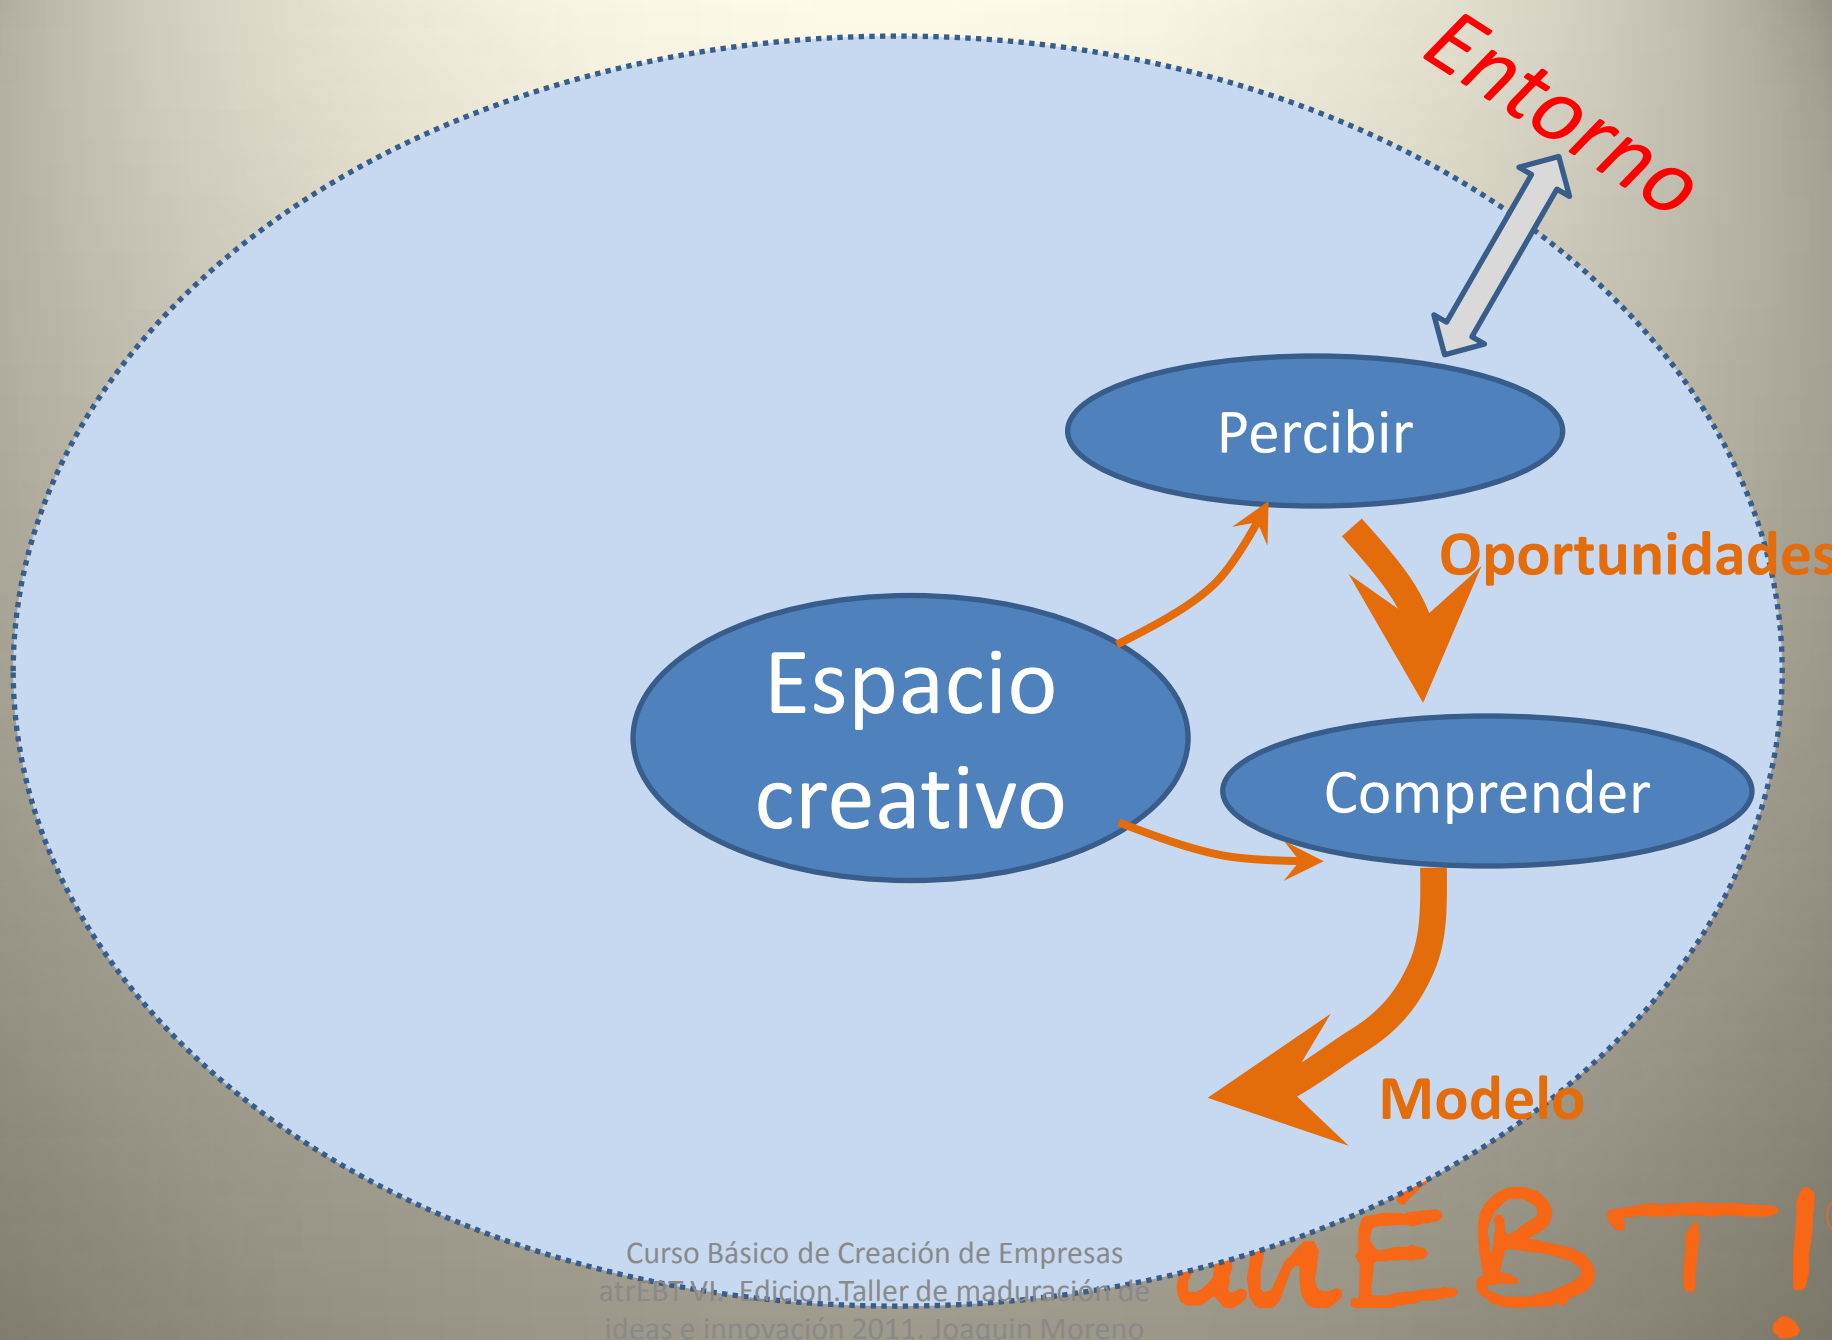 Entorno
Percibir
Oportunidades
Espacio
creativo
Comprender
Modelo
Curso Básico de Creación de Empresas
atrEBT VI.- Edicion.Taller de maduración de
ideas e innovación 2011. Joaquin Moreno